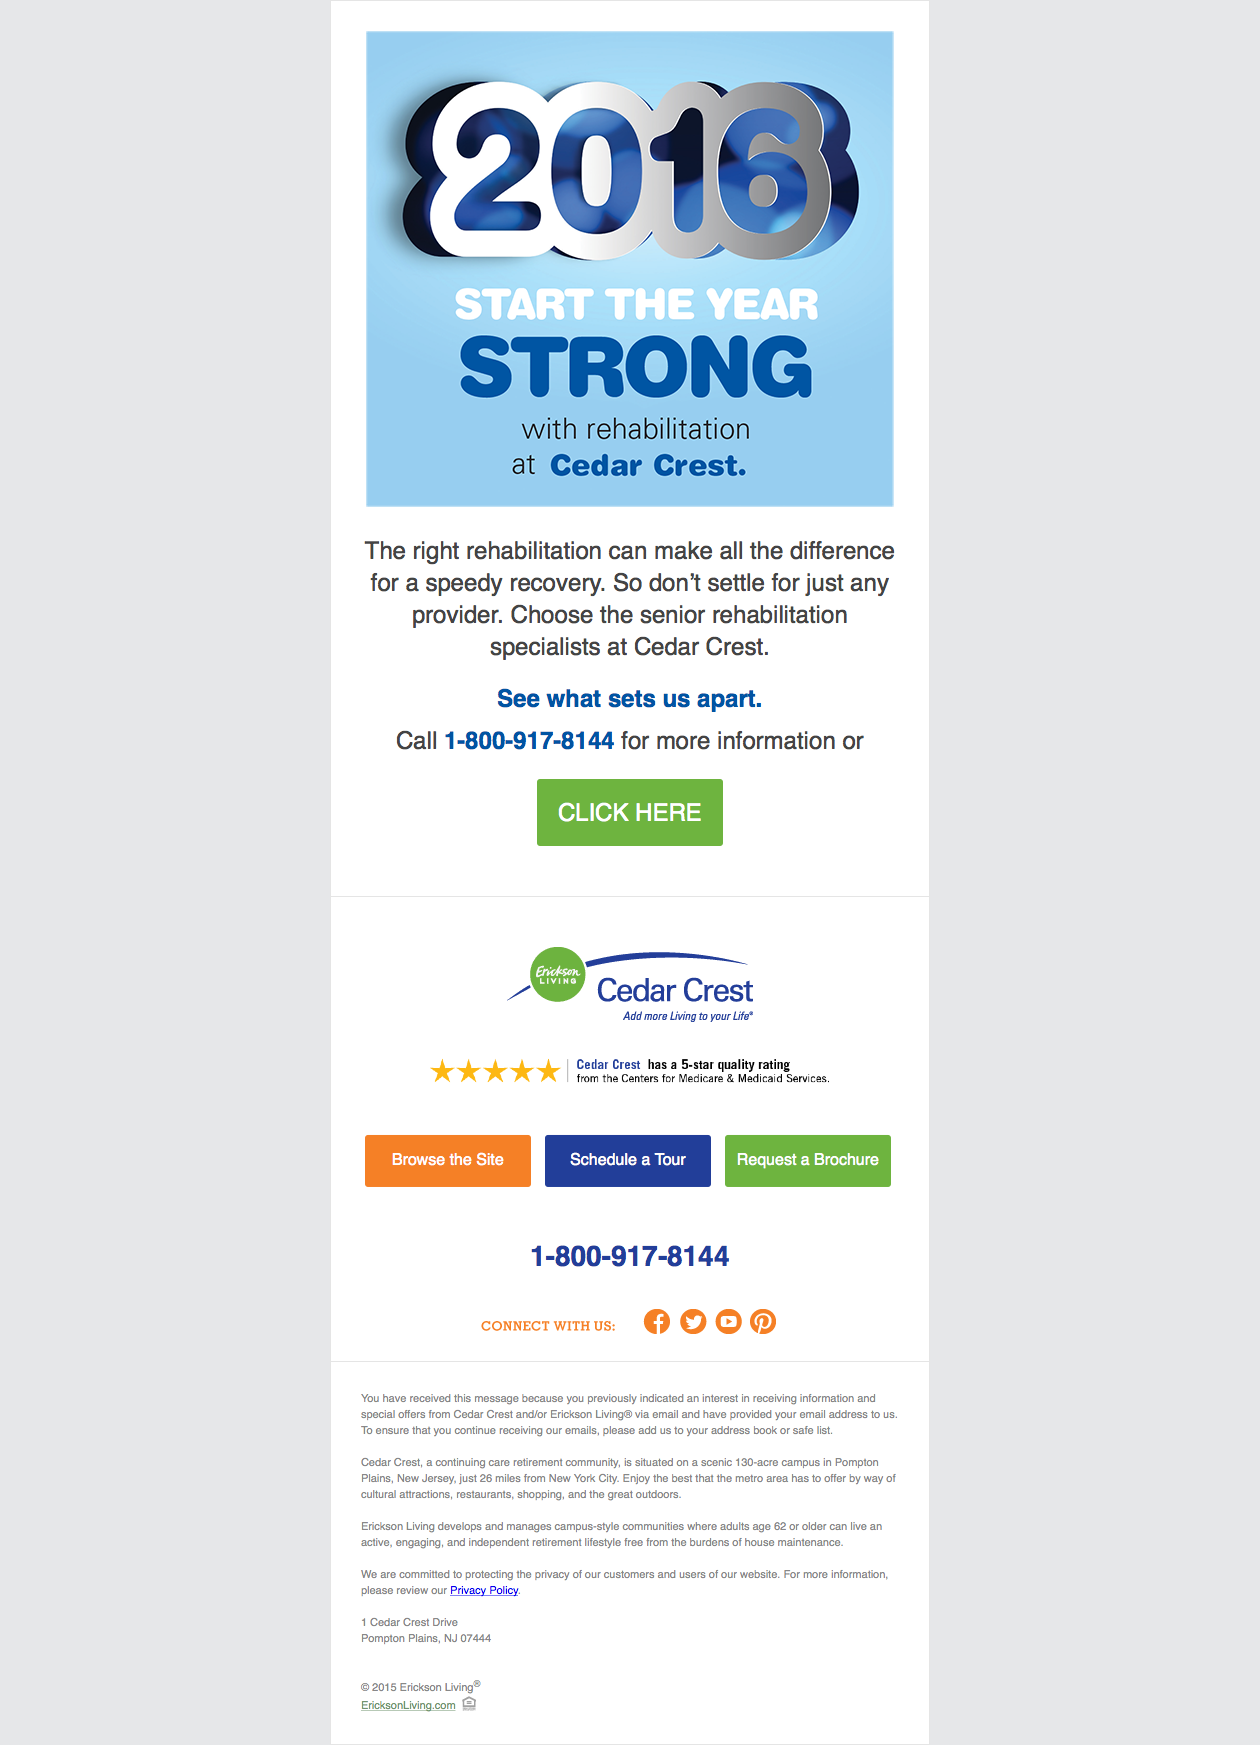 2016
START THE YEAR
STRONG
with rehabilitation
at Cedar Crest.
The right rehabilitation can make all the difference
for a speedy recovery. So don’t settle for just any
provider. Choose the senior rehabilitation
specialists at Cedar Crest.
See what sets us apart.
Call 1-800-917-8144 for more information or
CLICK HERE
Erickson
LIVING
Cedar Crest
Add more Living to your Life®
Cedar Crest has a 5-star quality rating
from the Centers for Medicare & Medicaid Services.
Browse the Site
Schedule a Tour
Request a Brochure
1-800-917-8144
CONNECT WITH US:
You have received this message because you previously indicated an interest in receiving information and
special offers from Cedar Crest and/or Erickson Living® via email and have provided your email address to us.
To ensure that you continue receiving our emails, please add us to your address book or safe list.
Cedar Crest, a continuing care retirement community, is situated on a scenic 130-acre campus in Pompton
Plains, New Jersey, just 26 miles from New York City. Enjoy the best that the metro area has to offer by way of
cultural attractions, restaurants, shopping, and the great outdoors.
Erickson Living develops and manages campus-style communities where adults age 62 or older can live an
active, engaging, and independent retirement lifestyle free from the burdens of house maintenance.
We are committed to protecting the privacy of our customers and users of our website. For more information,
please review our Privacy Policy.
1 Cedar Crest Drive
Pompton Plains, NJ 07444
© 2015 Erickson Living®
EricksonLiving.com